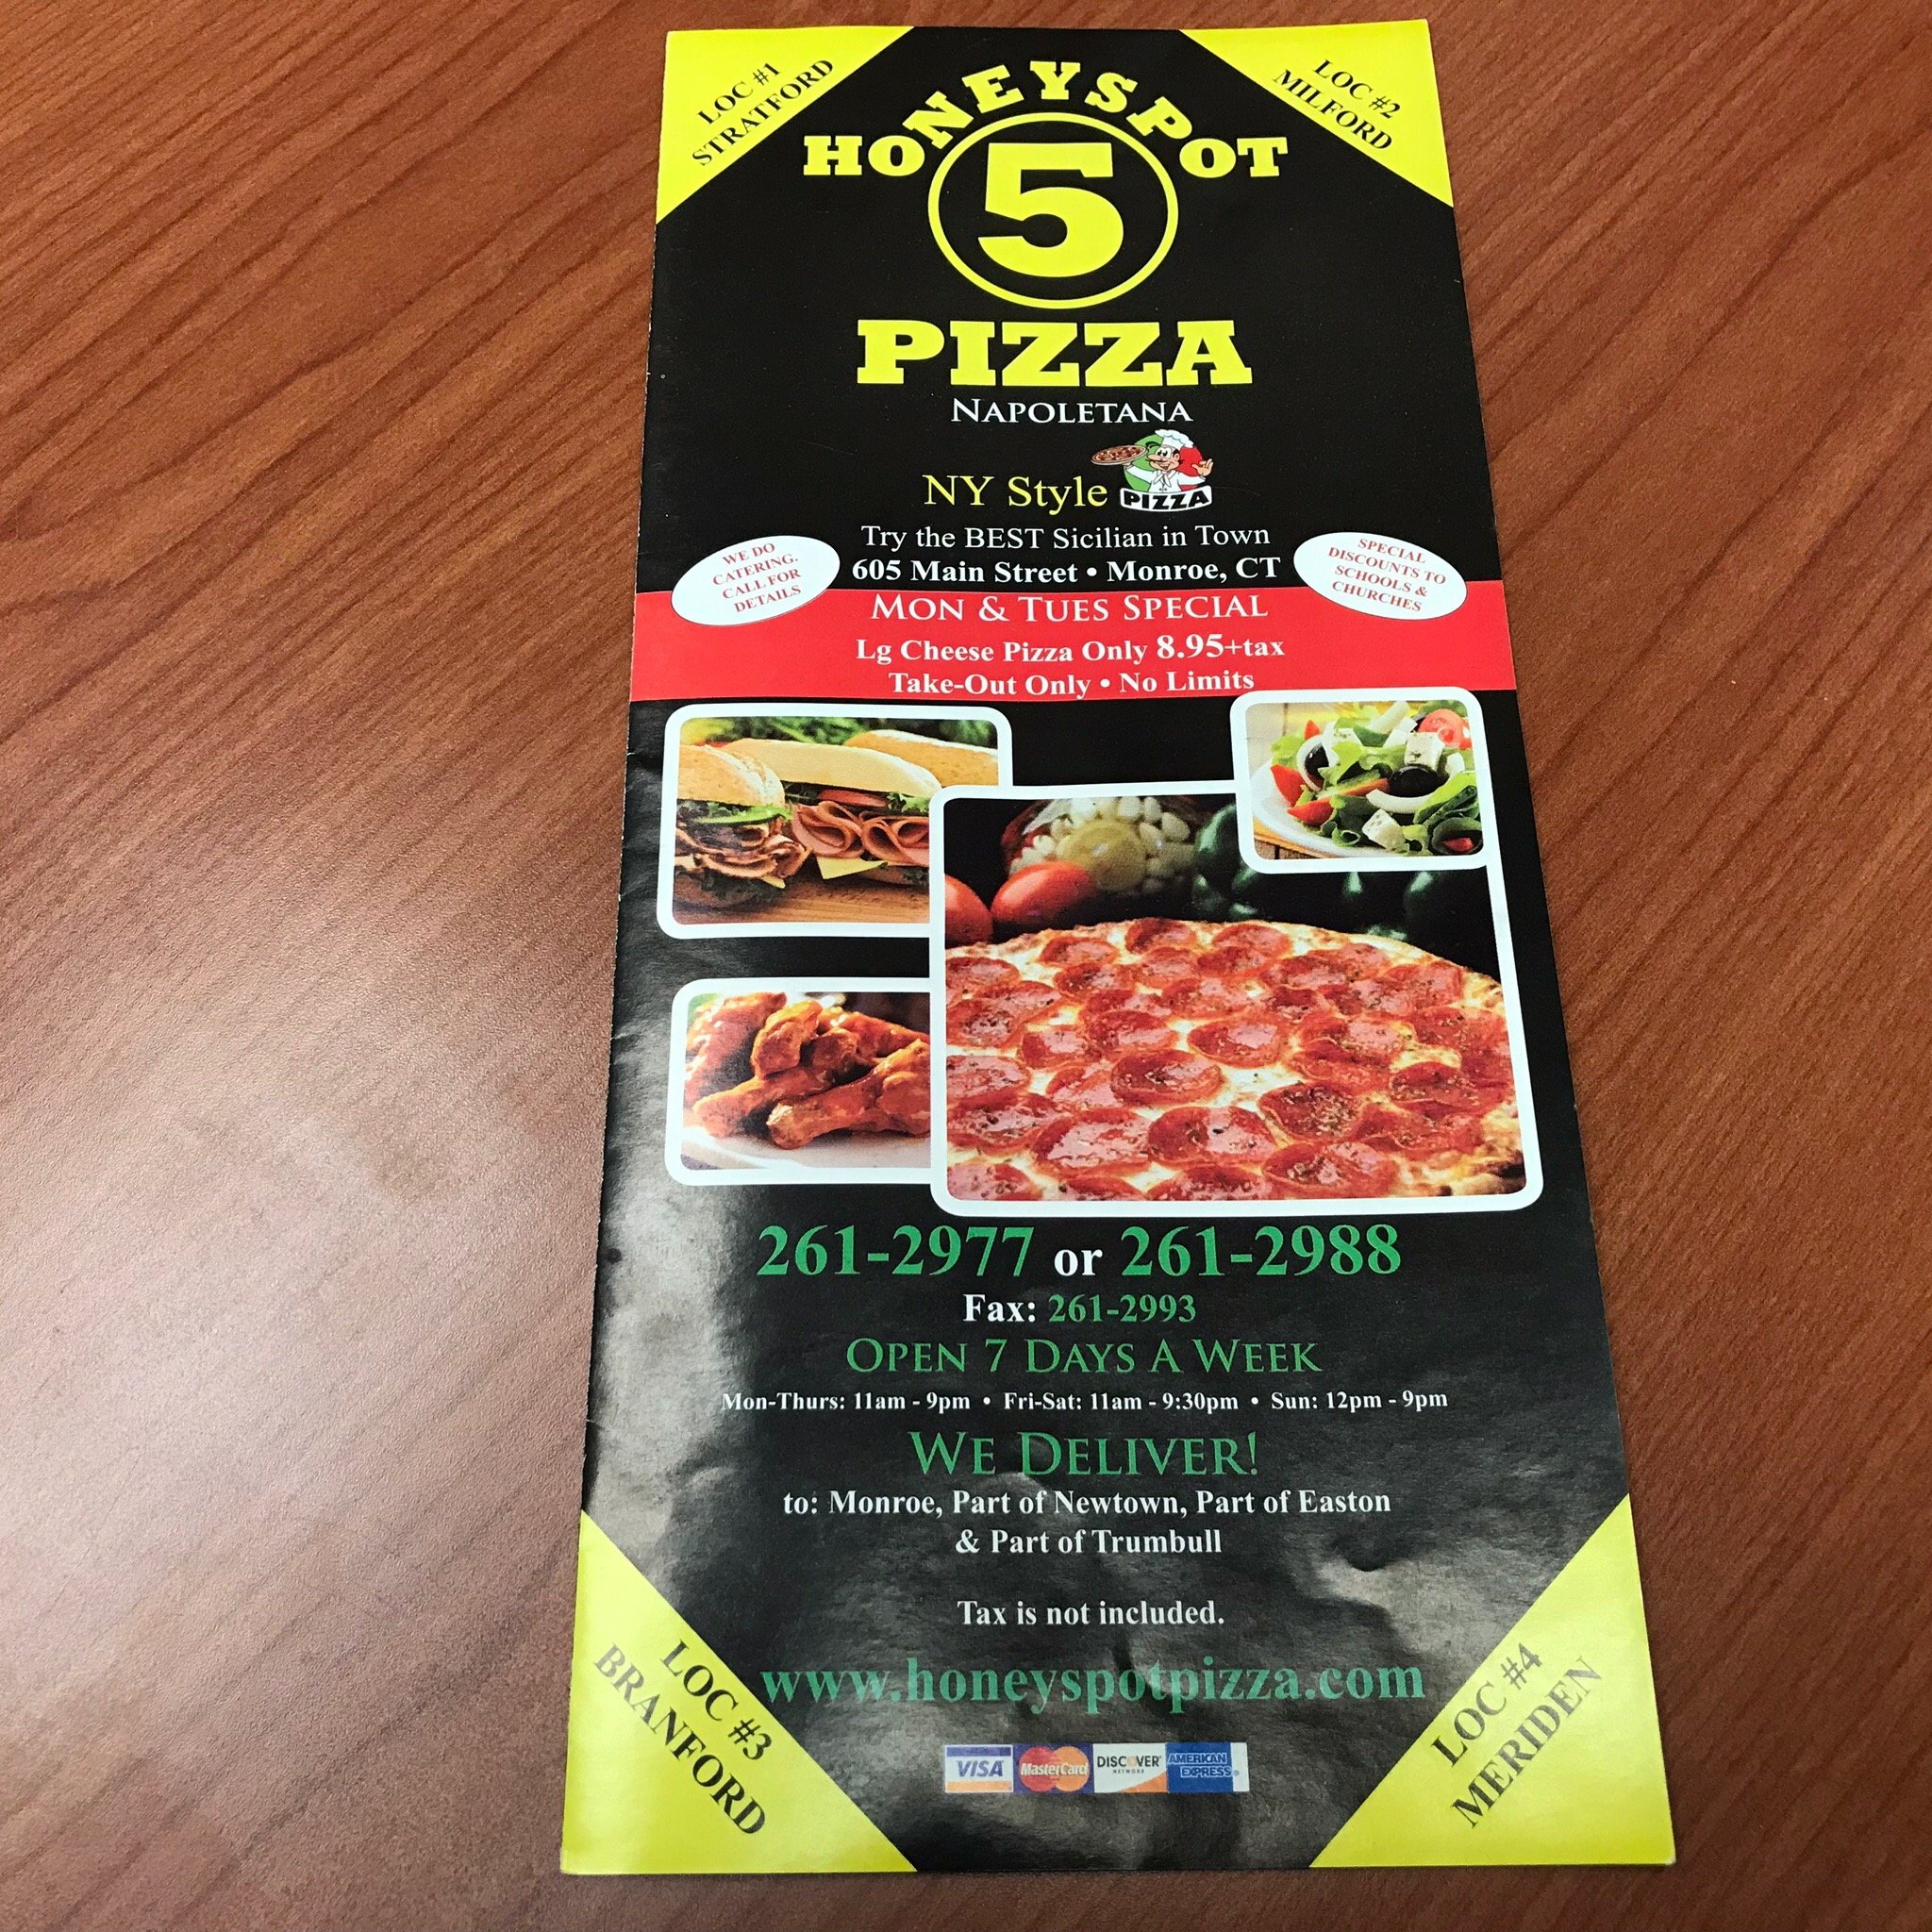 LOC #1
STRATFORD
LOC #2
MILFORD
HONEYSPOT
5
PIZZA
NAPOLETANA
NY Style
PIZZA
Try the BEST Sicilian in Town
605 Main Street • Monroe, CT
WE DO
CATERING.
CALL FOR
DETAILS
SPECIAL
DISCOUNTS TO
SCHOOLS &
CHURCHES
MON & TUES SPECIAL
Lg Cheese Pizza Only 8.95+tax
Take-Out Only • No Limits
261-2977 or 261-2988
Fax: 261-2993
OPEN 7 DAYS A WEEK
Mon-Thurs: 11am - 9pm • Fri-Sat: 11am - 9:30pm • Sun: 12pm - 9pm
WE DELIVER!
to: Monroe, Part of Newtown, Part of Easton
& Part of Trumbull
Tax is not included.
www.honeyspotpizza.com
LOC #3
BRANFORD
LOC #4
MERIDEN
VISA MasterCard DISCOVER NETWORK AMERICAN EXPRESS